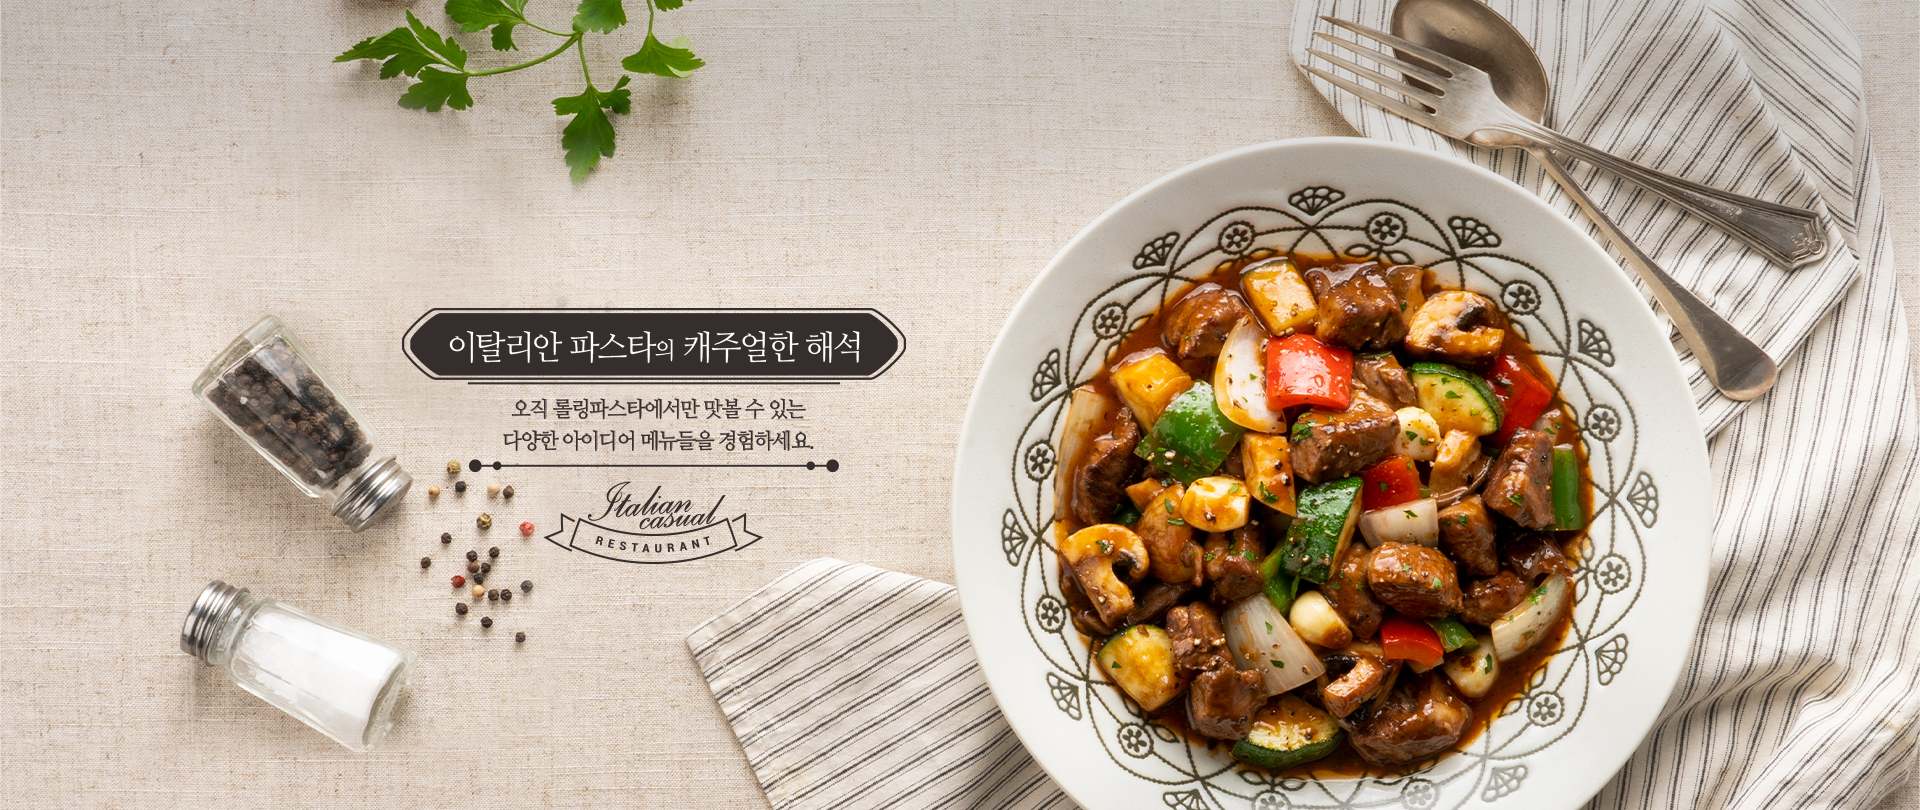 이탈리안 파스타의 캐주얼한 해석
오직 롤링파스타에서만 맛볼 수 있는
다양한 아이디어 메뉴들을 경험하세요.
Italian
casual
RESTAURANT